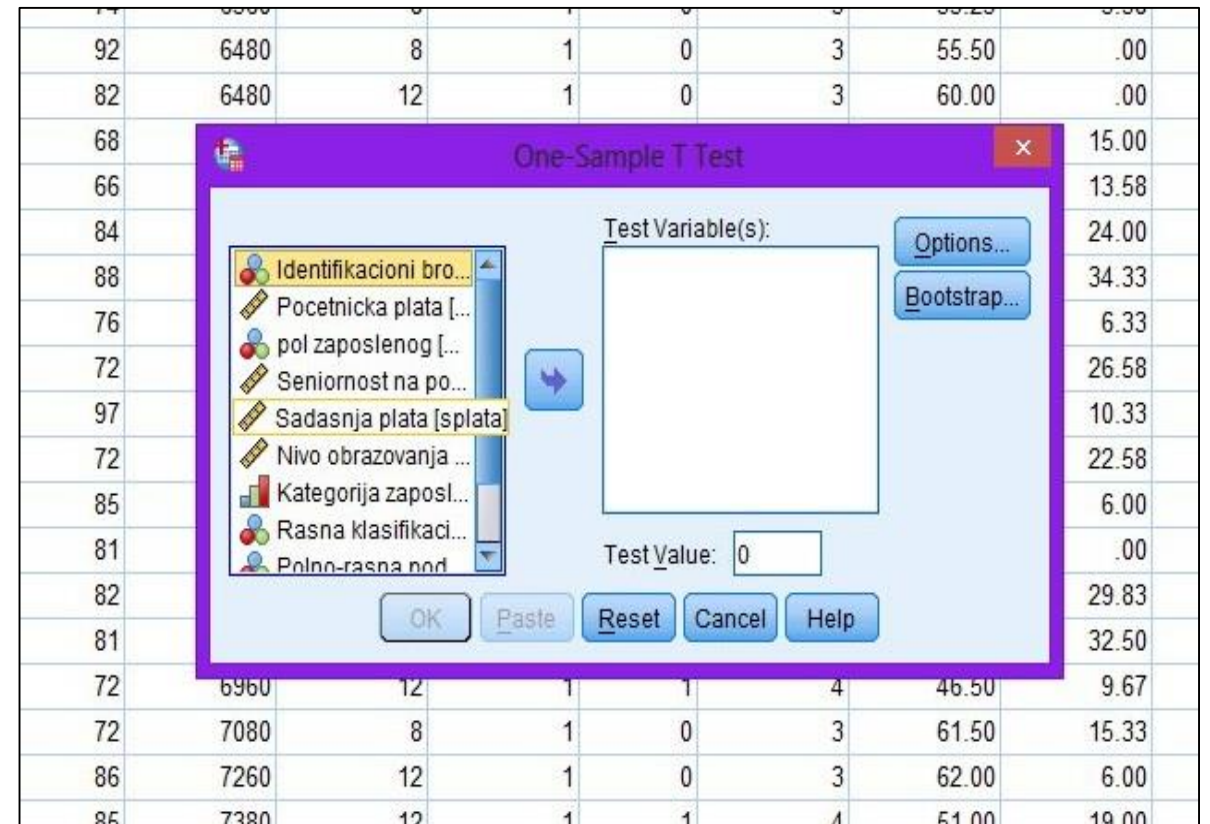 92 6480 8 1 0 3 55.50 .00
82 6480 12 1 0 3 60.00 .00
68 15.00
66 13.58
84 24.00
88 34.33
76 6.33
72 26.58
97 10.33
72 22.58
85 6.00
81 .00
82 29.83
81 32.50
One-Sample T Test
Identifikacioni bro...
Pocetnicka plata [...
pol zaposlenog [...
Seniornost na po...
Sadasnja plata [splata]
Nivo obrazovanja ...
Kategorija zaposl...
Rasna klasifikaci...
Polno-rasna pod
Test Variable(s):
Test Value: 0
Options...
Bootstrap...
OK Paste Reset Cancel Help
72 6960 12 1 1 4 46.50 9.67
72 7080 8 1 0 3 61.50 15.33
86 7260 12 1 0 3 62.00 6.00
85 7380 12 1 1 4 51.00 19.00